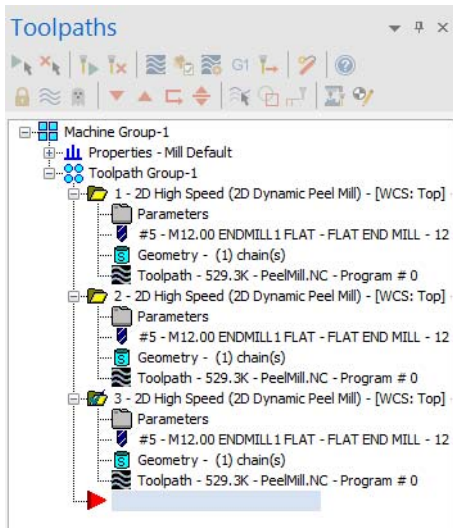 Toolpaths
G1
Machine Group-1
Properties - Mill Default
Toolpath Group-1
1 - 2D High Speed (2D Dynamic Peel Mill) - [WCS: Top] -
Parameters
#5 - M12.00 ENDMILL1 FLAT - FLAT END MILL - 12
Geometry - (1) chain(s)
Toolpath - 529.3K - PeelMill.NC - Program # 0
2 - 2D High Speed (2D Dynamic Peel Mill) - [WCS: Top] -
Parameters
#5 - M12.00 ENDMILL1 FLAT - FLAT END MILL - 12
Geometry - (1) chain(s)
Toolpath - 529.3K - PeelMill.NC - Program # 0
3 - 2D High Speed (2D Dynamic Peel Mill) - [WCS: Top] -
Parameters
#5 - M12.00 ENDMILL1 FLAT - FLAT END MILL - 12
Geometry - (1) chain(s)
Toolpath - 529.3K - PeelMill.NC - Program # 0